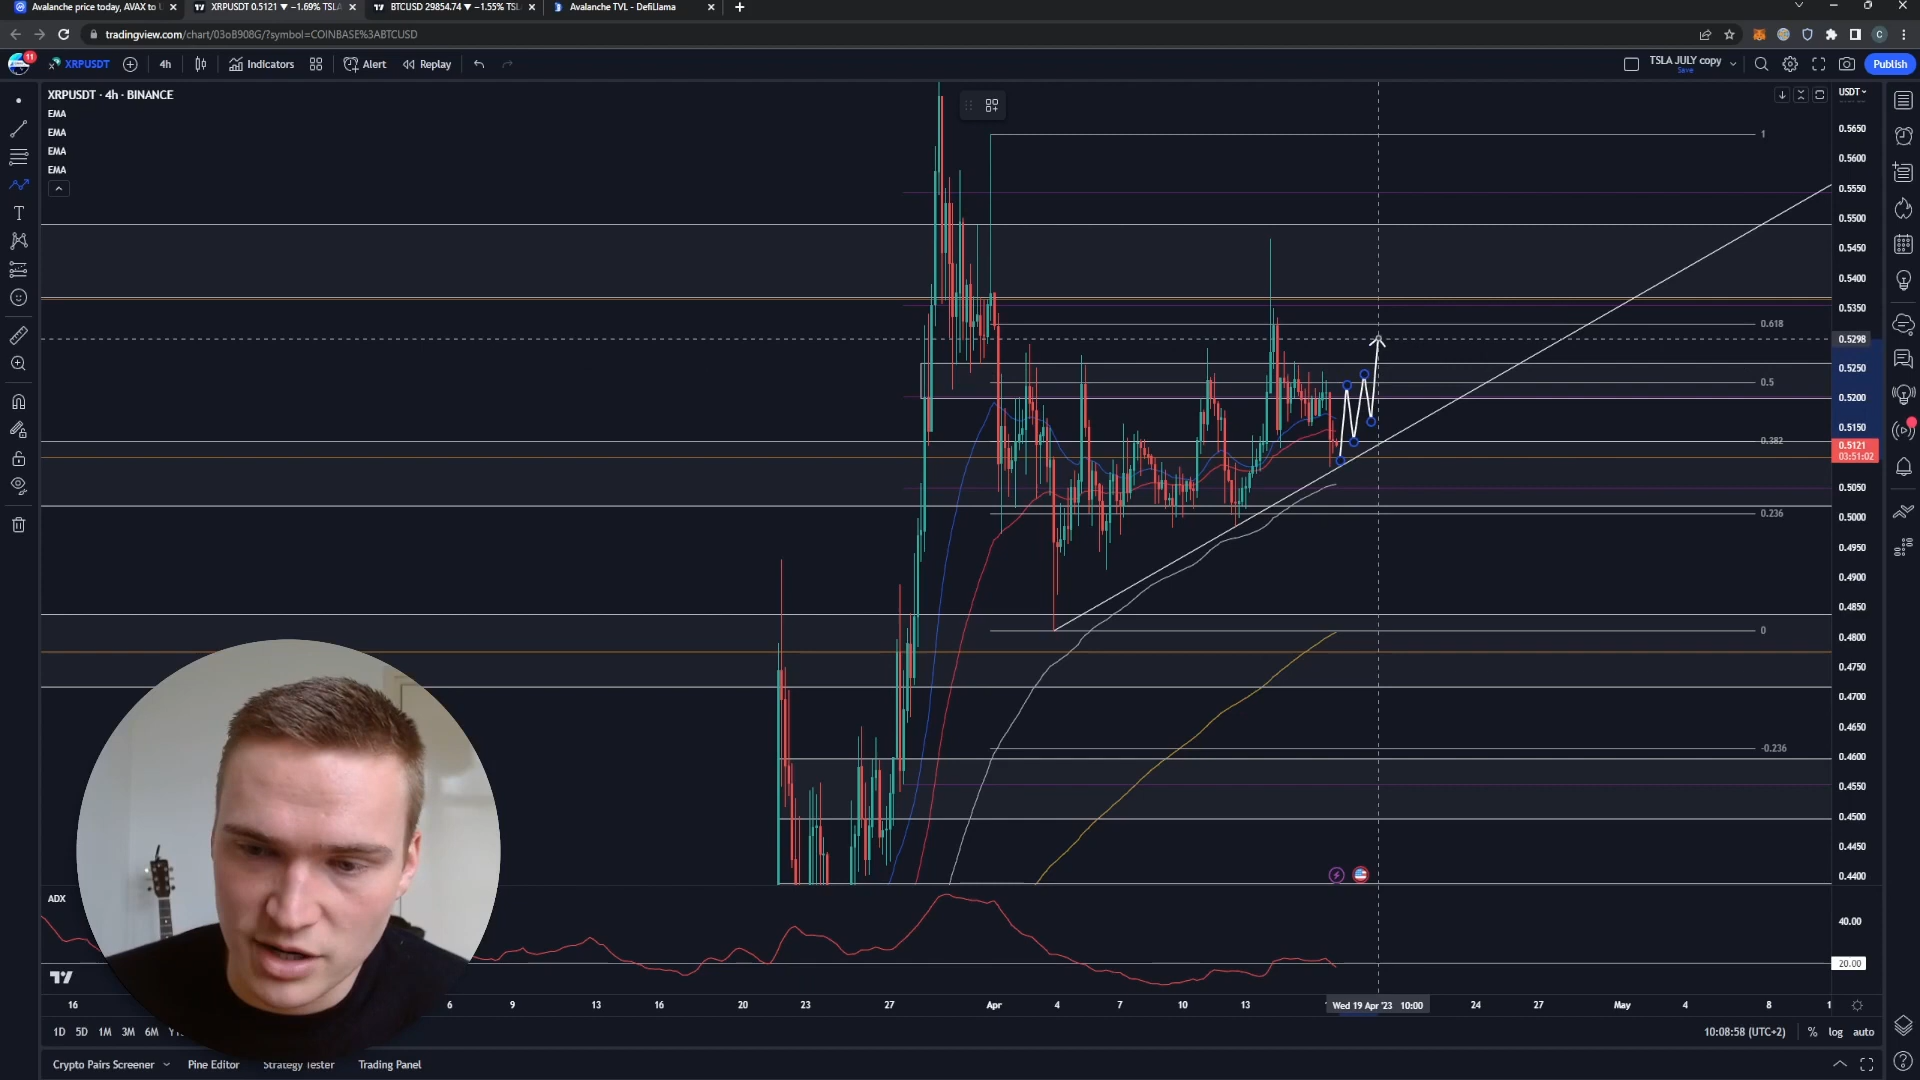 Avalanche price today, AVAX to U
XRPUSDT 0.5121 ▼ −1.69% TSLA
BTCUSD 29854.74 ▼ −1.55% TSL
Avalanche TVL - DefiLlama
tradingview.com/chart/03oB908G/?symbol=COINBASE%3ABTCUSD
C
11
XRPUSDT
4h
Indicators
Alert
Replay
TSLA JULY copy
Save
Publish
XRPUSDT · 4h · BINANCE
USDT
EMA
EMA
EMA
EMA
1
0.618
0.5
0.382
0.236
0
-0.236
0.5650
0.5600
0.5550
0.5500
0.5450
0.5400
0.5350
0.5298
0.5250
0.5200
0.5150
0.5121
03:51:02
0.5050
0.5000
0.4950
0.4900
0.4850
0.4800
0.4750
0.4700
0.4650
0.4600
0.4550
0.4500
0.4450
0.4400
ADX
40.00
20.00
16
6
9
13
16
20
23
27
Apr
4
7
10
13
Wed 19 Apr '23 10:00
24
27
May
4
8
1
1D 5D 1M 3M 6M
10:08:58 (UTC+2)
% log auto
Crypto Pairs Screener
Pine Editor
Strategy Tester
Trading Panel